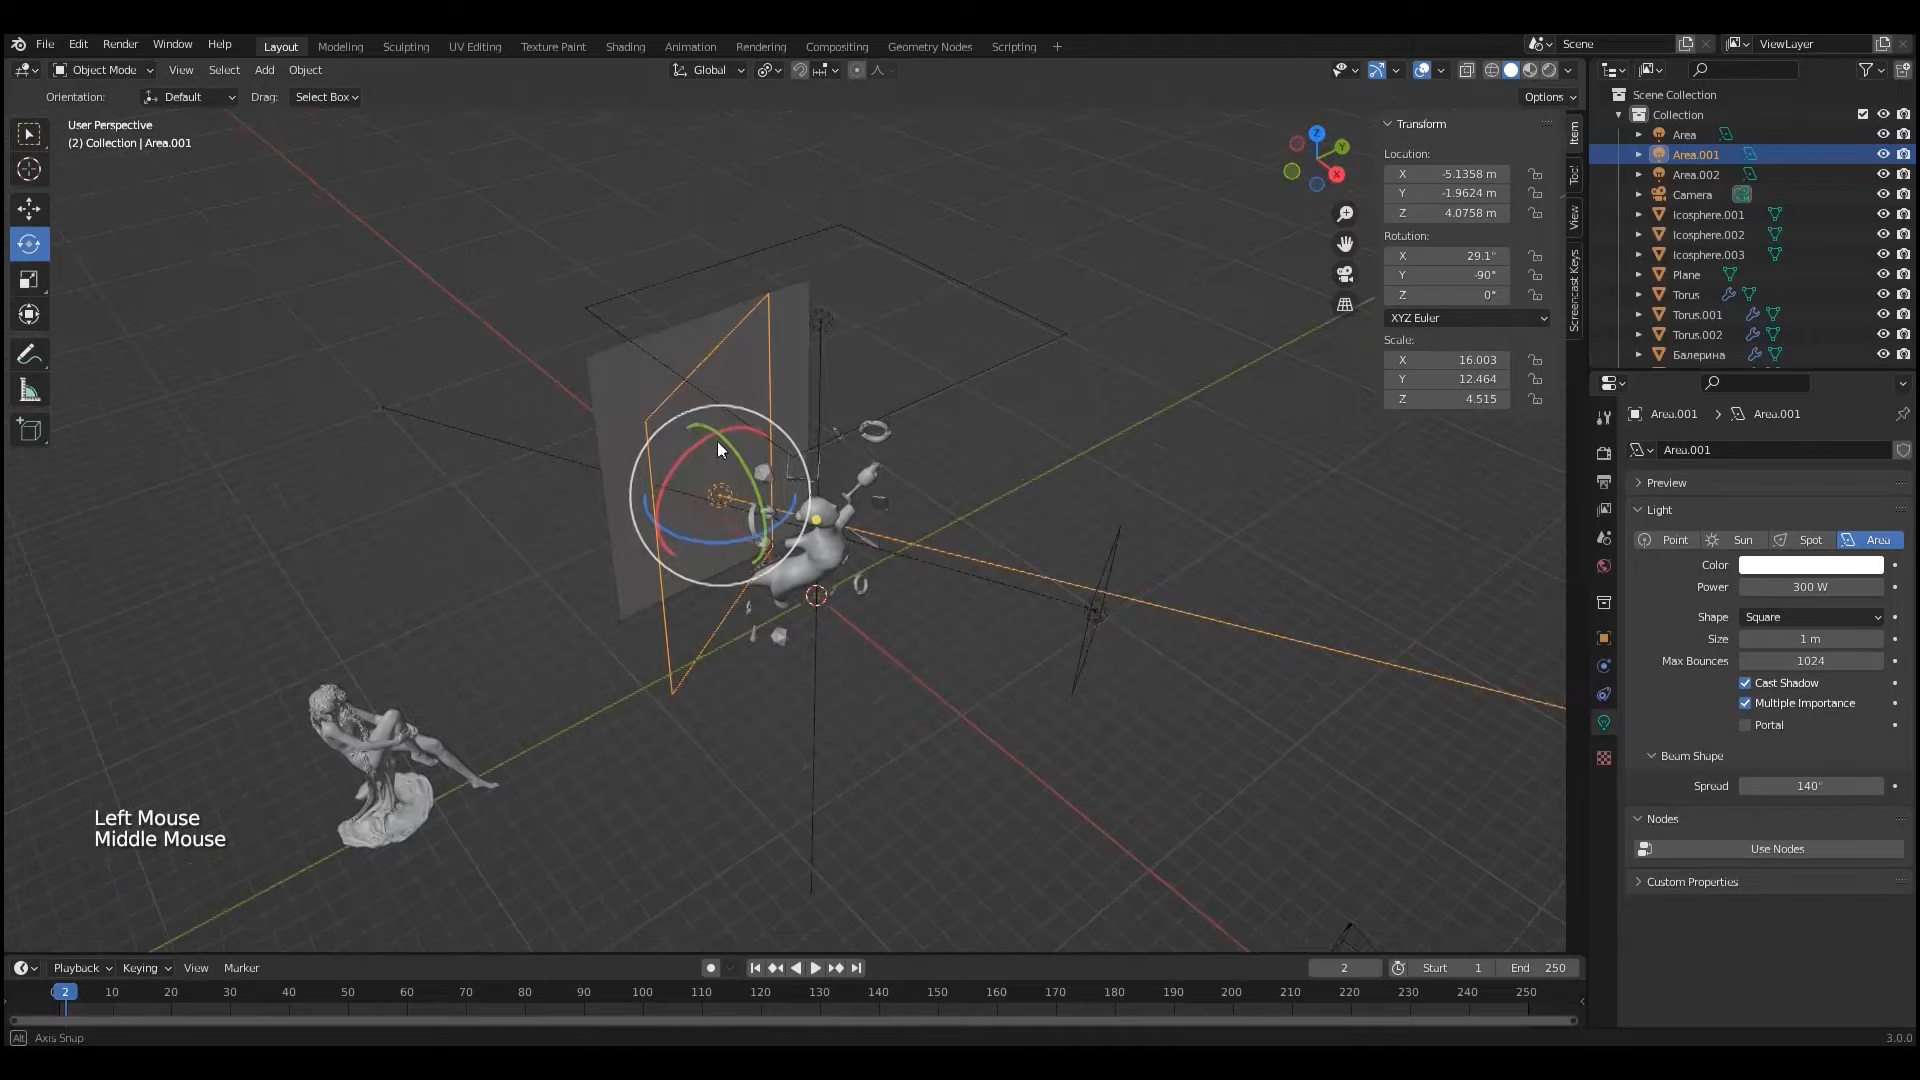 File Edit Render Window Help Layout Modeling Sculpting UV Editing Texture Paint Shading Animation Rendering Compositing Geometry Nodes Scripting + Scene ViewLayer
Object Mode View Select Add Object Global
Orientation: Default Drag: Select Box Options
User Perspective
(2) Collection | Area.001
Z
Y
X
Transform
Location:
X -5.1358 m
Y -1.9624 m
Z 4.0758 m
Rotation:
X 29.1°
Y -90°
Z 0°
XYZ Euler
Scale:
X 16.003
Y 12.464
Z 4.515
Item
Tool
View
Screencast Keys
Scene Collection
Collection
Area
Area.001
Area.002
Camera
Icosphere.001
Icosphere.002
Icosphere.003
Plane
Torus
Torus.001
Torus.002
Балерина
Area.001 > Area.001
Area.001
Preview
Light
Point Sun Spot Area
Color
Power 300 W
Shape Square
Size 1 m
Max Bounces 1024
Cast Shadow
Multiple Importance
Portal
Beam Shape
Spread 140°
Nodes
Use Nodes
Custom Properties
Left Mouse
Middle Mouse
Playback Keying View Marker 2 Start 1 End 250
2 10 20 30 40 50 60 70 80 90 100 110 120 130 140 150 160 170 180 190 200 210 220 230 240 250
Alt Axis Snap 3.0.0